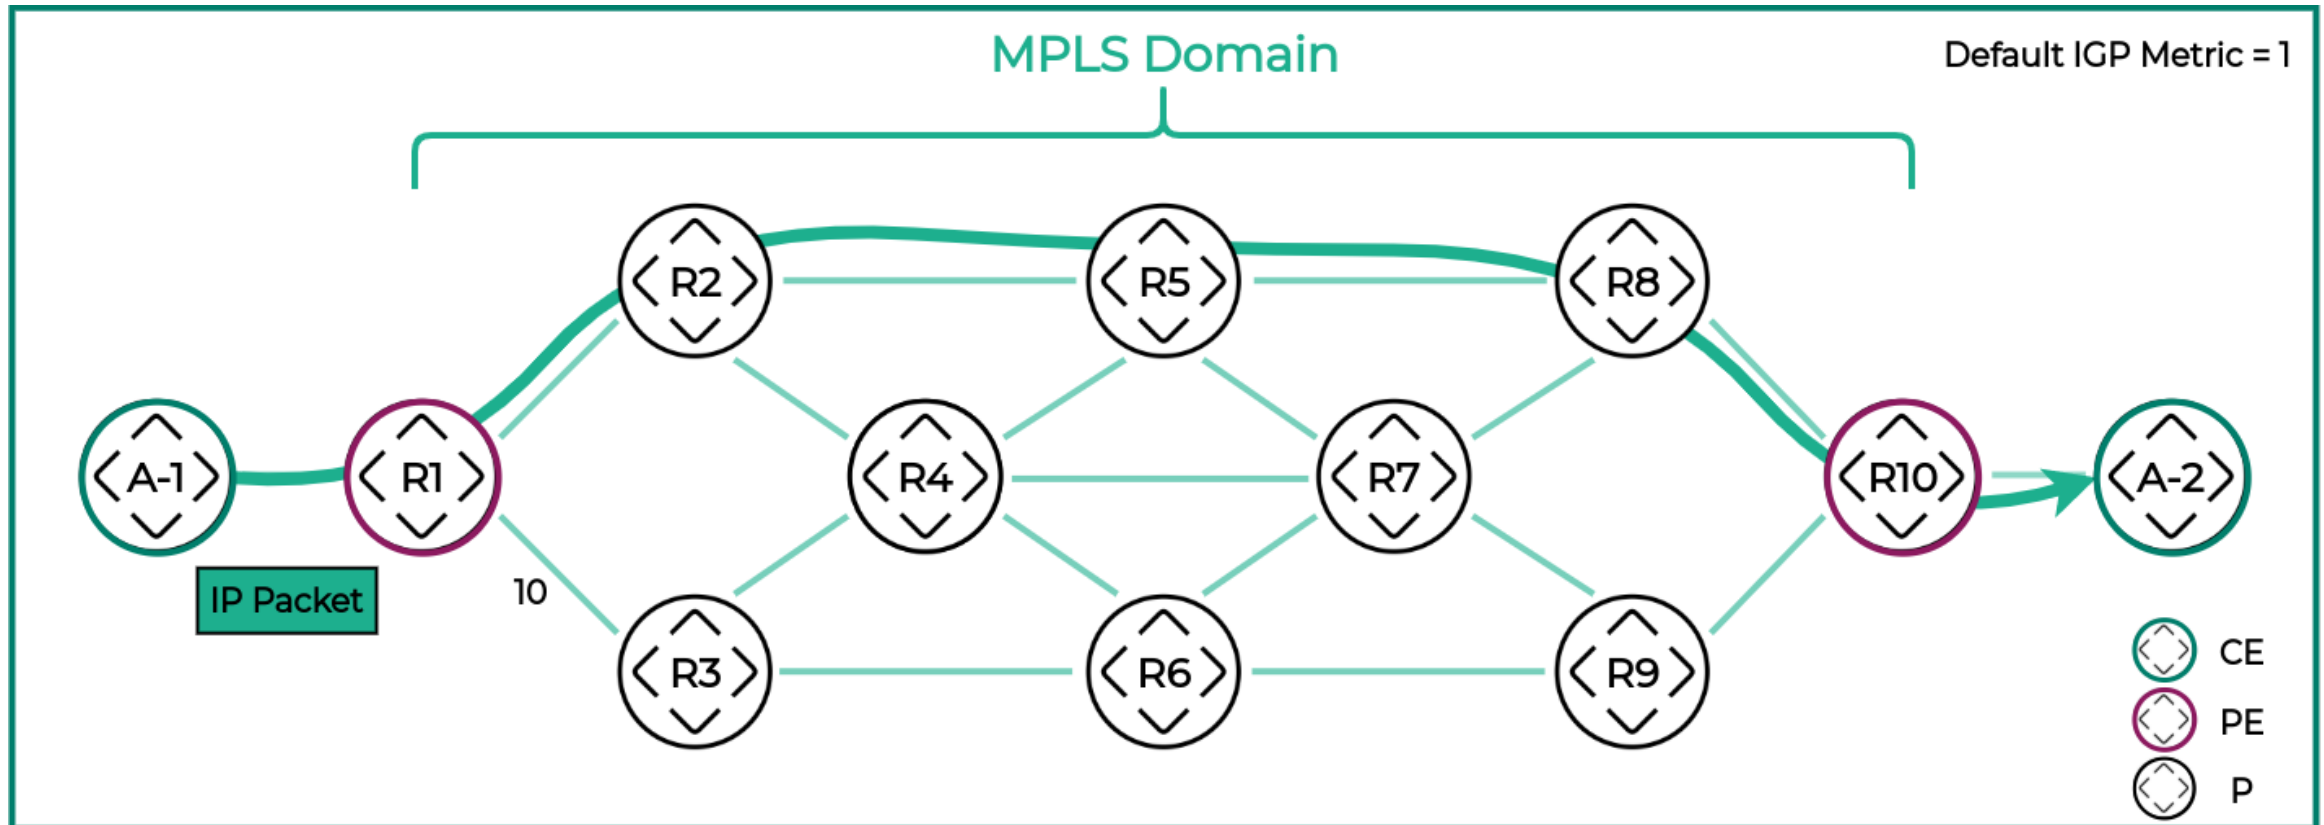 MPLS Domain
Default IGP Metric = 1
R2
R5
R8
A-1
R1
R4
R7
R10
A-2
IP Packet
10
R3
R6
R9
CE
PE
P